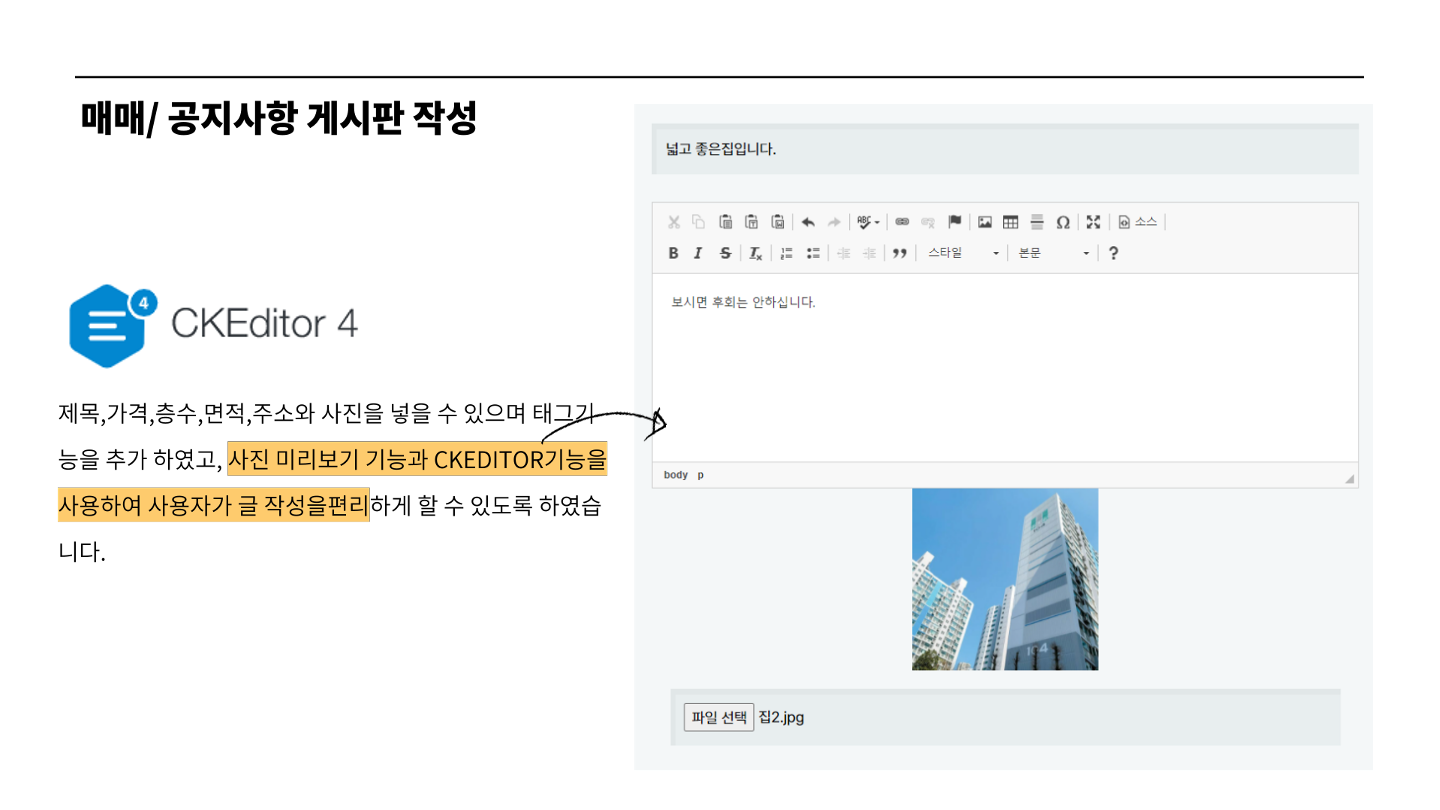 매매/ 공지사항 게시판 작성
4
CKEditor 4
제목,가격,층수,면적,주소와 사진을 넣을 수 있으며 태그기
능을 추가 하였고, 사진 미리보기 기능과 CKEDITOR기능을
사용하여 사용자가 글 작성을편리하게 할 수 있도록 하였습
니다.
넓고 좋은집입니다.
ABC
Ω 소스
B I S Tx 스타일 본문 ?
보시면 후회는 안하십니다.
body p
파일 선택 집2.jpg